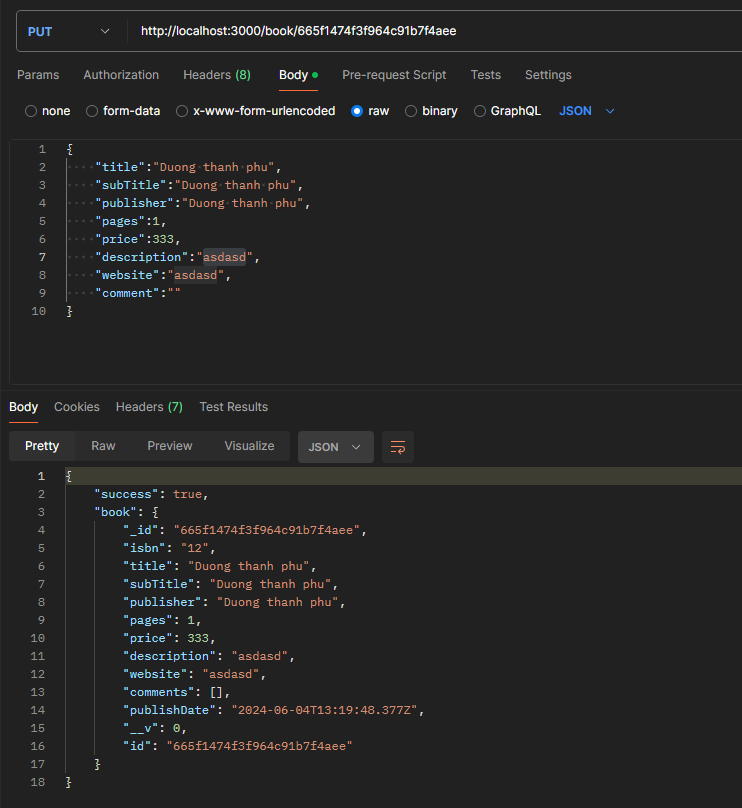 PUT http://localhost:3000/book/665f1474f3f964c91b7f4aee
Params Authorization Headers (8) Body Pre-request Script Tests Settings
none form-data x-www-form-urlencoded raw binary GraphQL JSON
1 {
2 ····"title":"Duong·thanh·phu",
3 ····"subTitle":"Duong·thanh·phu",
4 ····"publisher":"Duong·thanh·phu",
5 ····"pages":1,
6 ····"price":333,
7 ····"description":"asdasd",
8 ····"website":"asdasd",
9 ····"comment":""
10 }
Body Cookies Headers (7) Test Results
Pretty Raw Preview Visualize JSON
1 {
2 "success": true,
3 "book": {
4 "_id": "665f1474f3f964c91b7f4aee",
5 "isbn": "12",
6 "title": "Duong thanh phu",
7 "subTitle": "Duong thanh phu",
8 "publisher": "Duong thanh phu",
9 "pages": 1,
10 "price": 333,
11 "description": "asdasd",
12 "website": "asdasd",
13 "comments": [],
14 "publishDate": "2024-06-04T13:19:48.377Z",
15 "__v": 0,
16 "id": "665f1474f3f964c91b7f4aee"
17 }
18 }